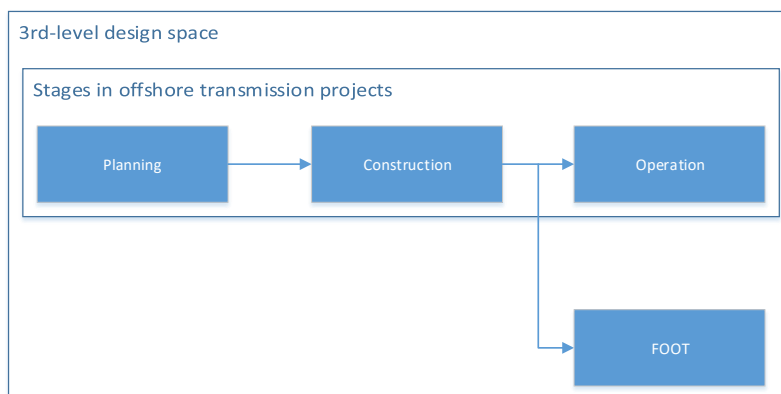 3rd-level design space
Stages in offshore transmission projects
Planning
Construction
Operation
FOOT